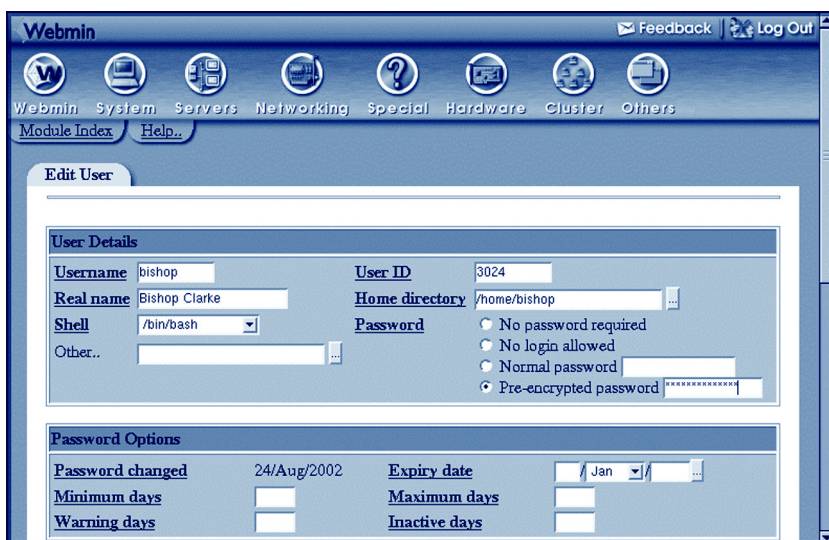 Webmin
Feedback | Log Out
Webmin System Servers Networking Special Hardware Cluster Others
Module Index Help..
Edit User
User Details
Username bishop User ID 3024
Real name Bishop Clarke Home directory /home/bishop ...
Shell /bin/bash Password No password required
No login allowed
Other.. ... Normal password
Pre-encrypted password **************
Password Options
Password changed 24/Aug/2002 Expiry date / Jan / ...
Minimum days Maximum days
Warning days Inactive days